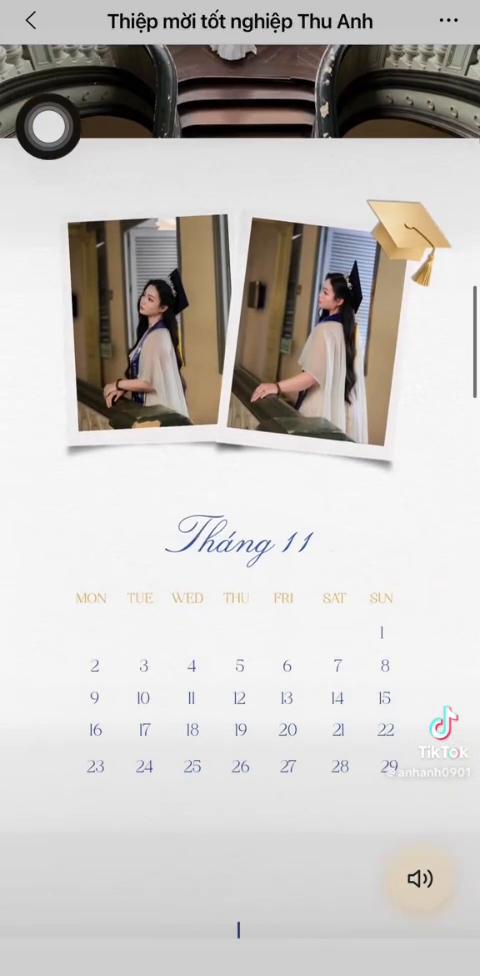 Thiệp mời tốt nghiệp Thu Anh
Tháng 11
MON TUE WED THU FRI SAT SUN
1
2 3 4 5 6 7 8
9 10 11 12 13 14 15
16 17 18 19 20 21 22
23 24 25 26 27 28 29
TikTok
@anhanh0901